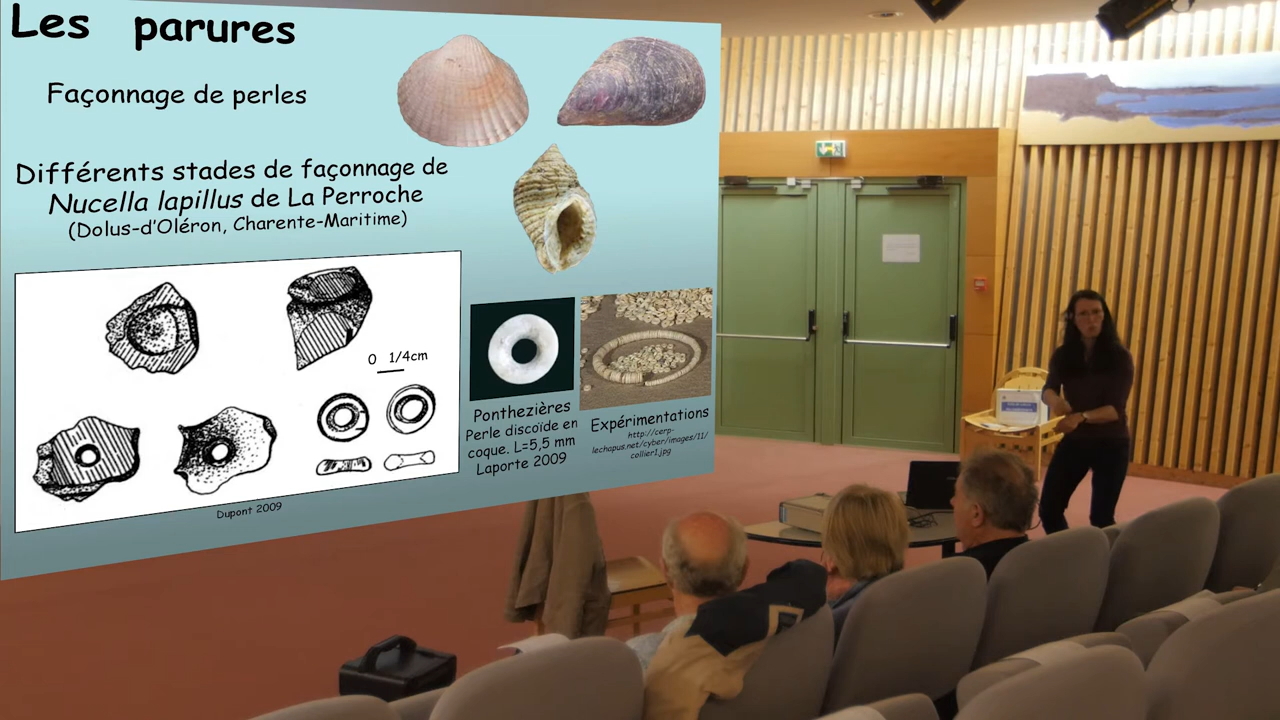 Les parures
Façonnage de perles
Différents stades de façonnage de
Nucella lapillus de La Perroche
(Dolus-d'Oléron, Charente-Maritime)
0 1/4cm
Dupont 2009
Ponthezières
Perle discoïde en
coque. L=5,5 mm
Laporte 2009
Expérimentations
http://cerp-
lechapus.net/cyber/images/11/
collier1.jpg